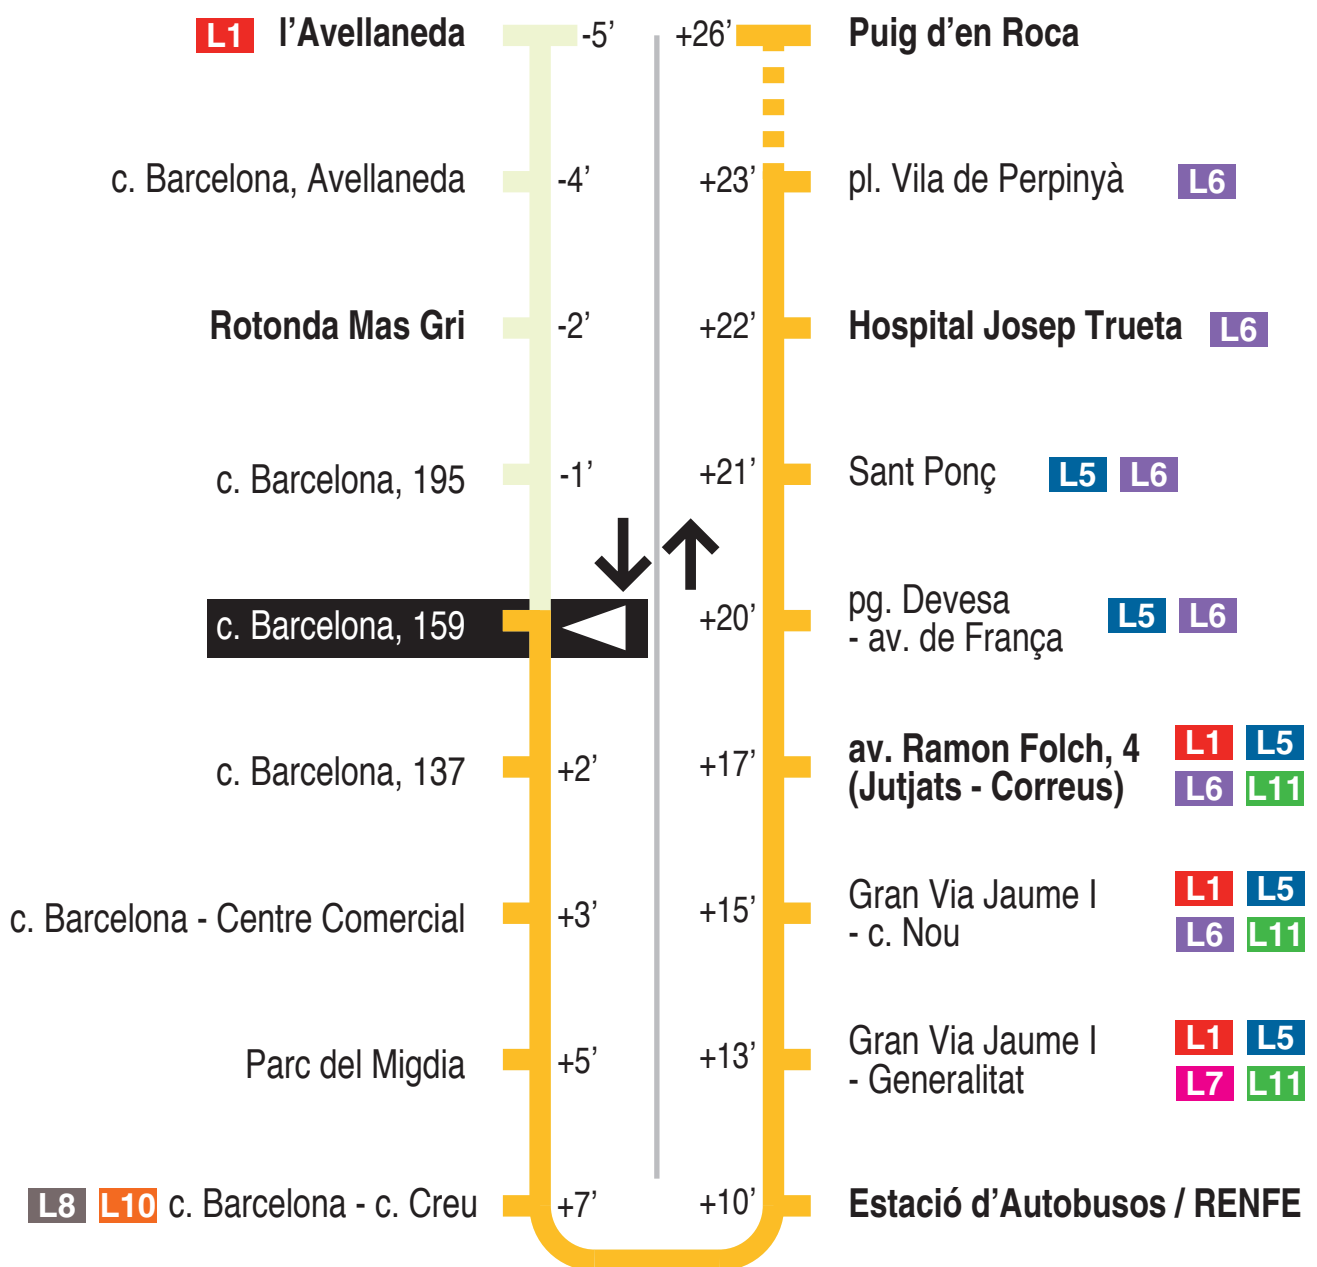 L1 l’Avellaneda -5’
c. Barcelona, Avellaneda -4’
Rotonda Mas Gri -2’
c. Barcelona, 195 -1’
c. Barcelona, 159
c. Barcelona, 137 +2’
c. Barcelona - Centre Comercial +3’
Parc del Migdia +5’
L8 L10 c. Barcelona - c. Creu +7’
+26’ Puig d’en Roca
+23’ pl. Vila de Perpinyà L6
+22’ Hospital Josep Trueta L6
+21’ Sant Ponç L5 L6
+20’ pg. Devesa
- av. de França L5 L6
+17’ av. Ramon Folch, 4 L1 L5
(Jutjats - Correus) L6 L11
+15’ Gran Via Jaume I L1 L5
- c. Nou L6 L11
+13’ Gran Via Jaume I L1 L5
- Generalitat L7 L11
+10’ Estació d’Autobusos / RENFE